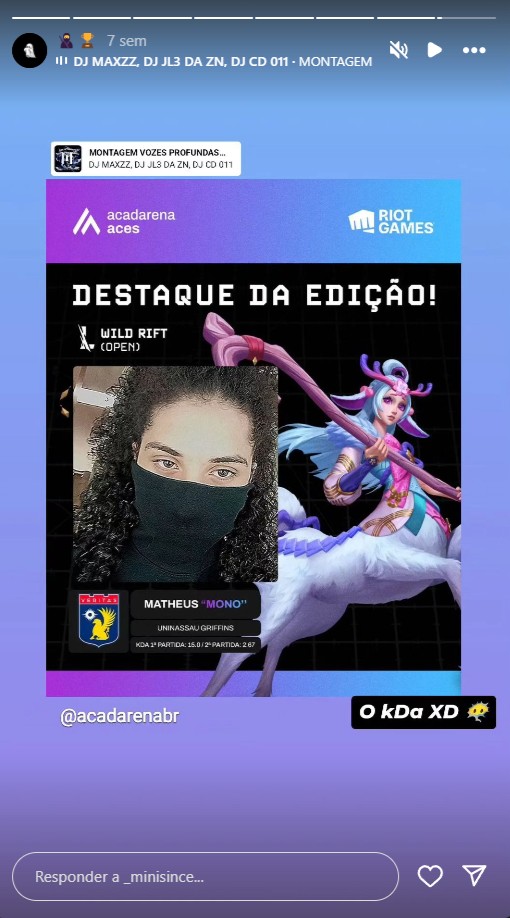 7 sem
DJ MAXZZ, DJ JL3 DA ZN, DJ CD 011 · MONTAGEM
MONTAGEM VOZES PROFUNDAS...
DJ MAXZZ, DJ JL3 DA ZN, DJ CD 011
acadarena
aces
RIOT
GAMES
DESTAQUE DA EDIÇÃO!
WILD RIFT
(OPEN)
VERITAS
MATHEUS “MONO”
UNINASSAU GRIFFINS
KDA 1ª PARTIDA: 15.0 / 2ª PARTIDA: 2.67
@acadarenabr
O kDa XD
Responder a _minisince...